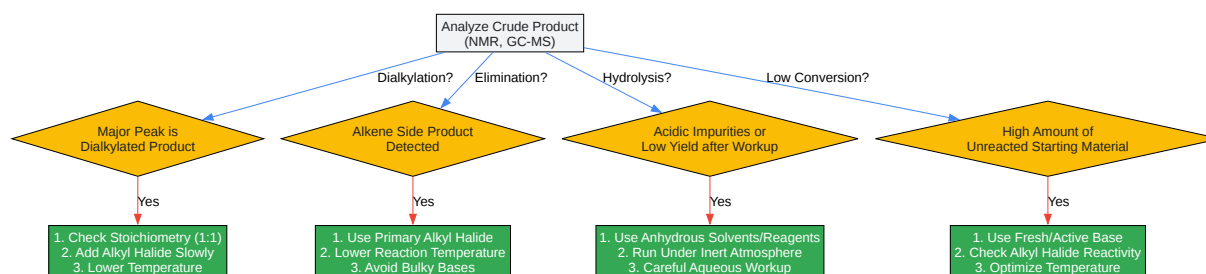 Analyze Crude Product
(NMR, GC-MS)
Dialkylation?
Elimination?
Hydrolysis?
Low Conversion?
Major Peak is
Dialkylated Product
Alkene Side Product
Detected
Acidic Impurities or
Low Yield after Workup
High Amount of
Unreacted Starting Material
Yes
Yes
Yes
Yes
1. Check Stoichiometry (1:1)
2. Add Alkyl Halide Slowly
3. Lower Temperature
1. Use Primary Alkyl Halide
2. Lower Reaction Temperature
3. Avoid Bulky Bases
1. Use Anhydrous Solvents/Reagents
2. Run Under Inert Atmosphere
3. Careful Aqueous Workup
1. Use Fresh/Active Base
2. Check Alkyl Halide Reactivity
3. Optimize Temperature